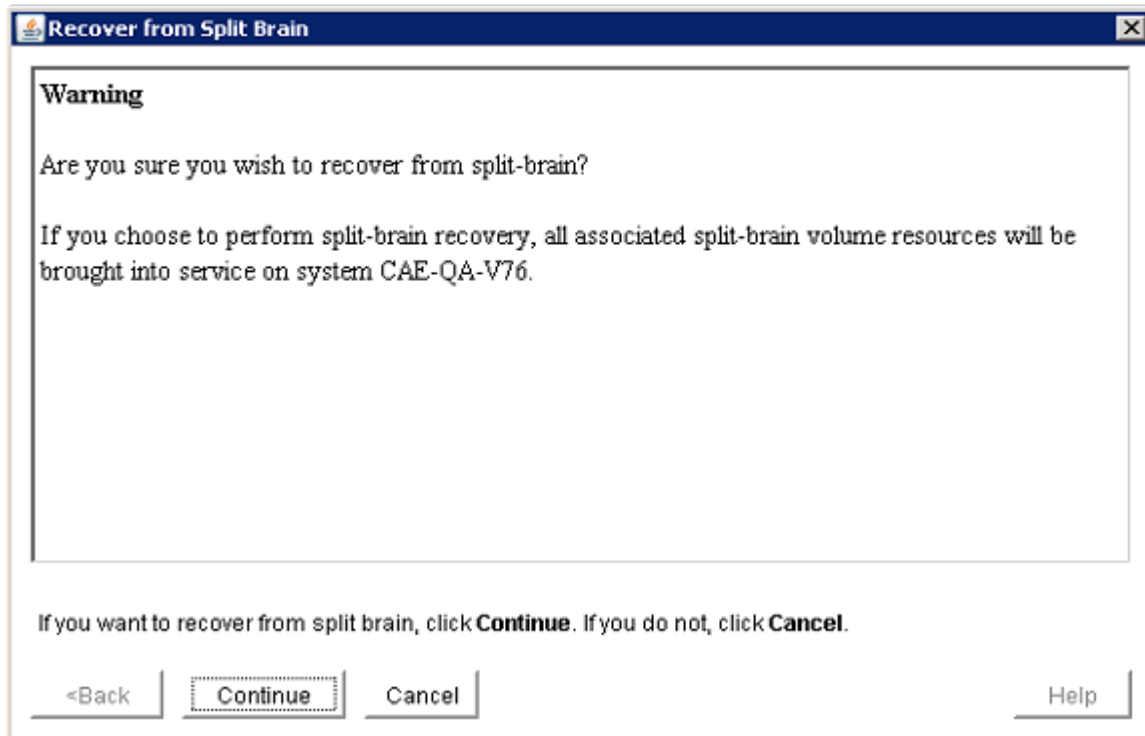 Recover from Split Brain
Warning
Are you sure you wish to recover from split-brain?
If you choose to perform split-brain recovery, all associated split-brain volume resources will be
brought into service on system CAE-QA-V76.
If you want to recover from split brain, click Continue. If you do not, click Cancel.
<Back
Continue
Cancel
Help